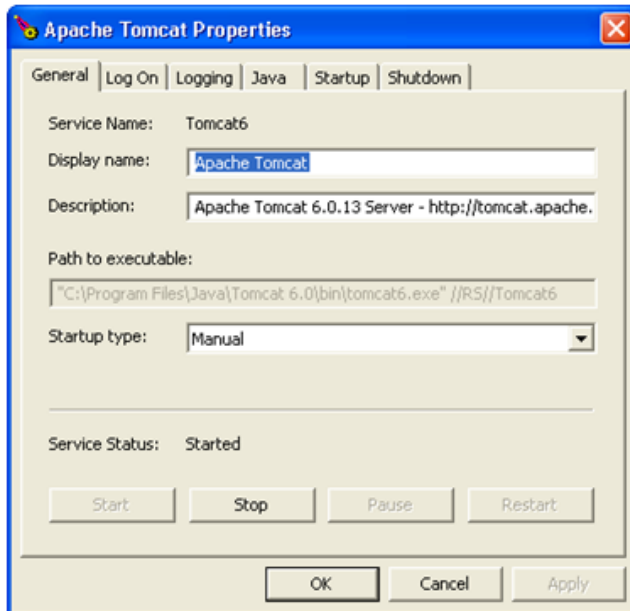 Apache Tomcat Properties
General Log On Logging Java Startup Shutdown
Service Name: Tomcat6
Display name: Apache Tomcat
Description: Apache Tomcat 6.0.13 Server - http://tomcat.apache.
Path to executable:
"C:\Program Files\Java\Tomcat 6.0\bin\tomcat6.exe" //RS//Tomcat6
Startup type: Manual
Service Status: Started
Start Stop Pause Restart
OK Cancel Apply